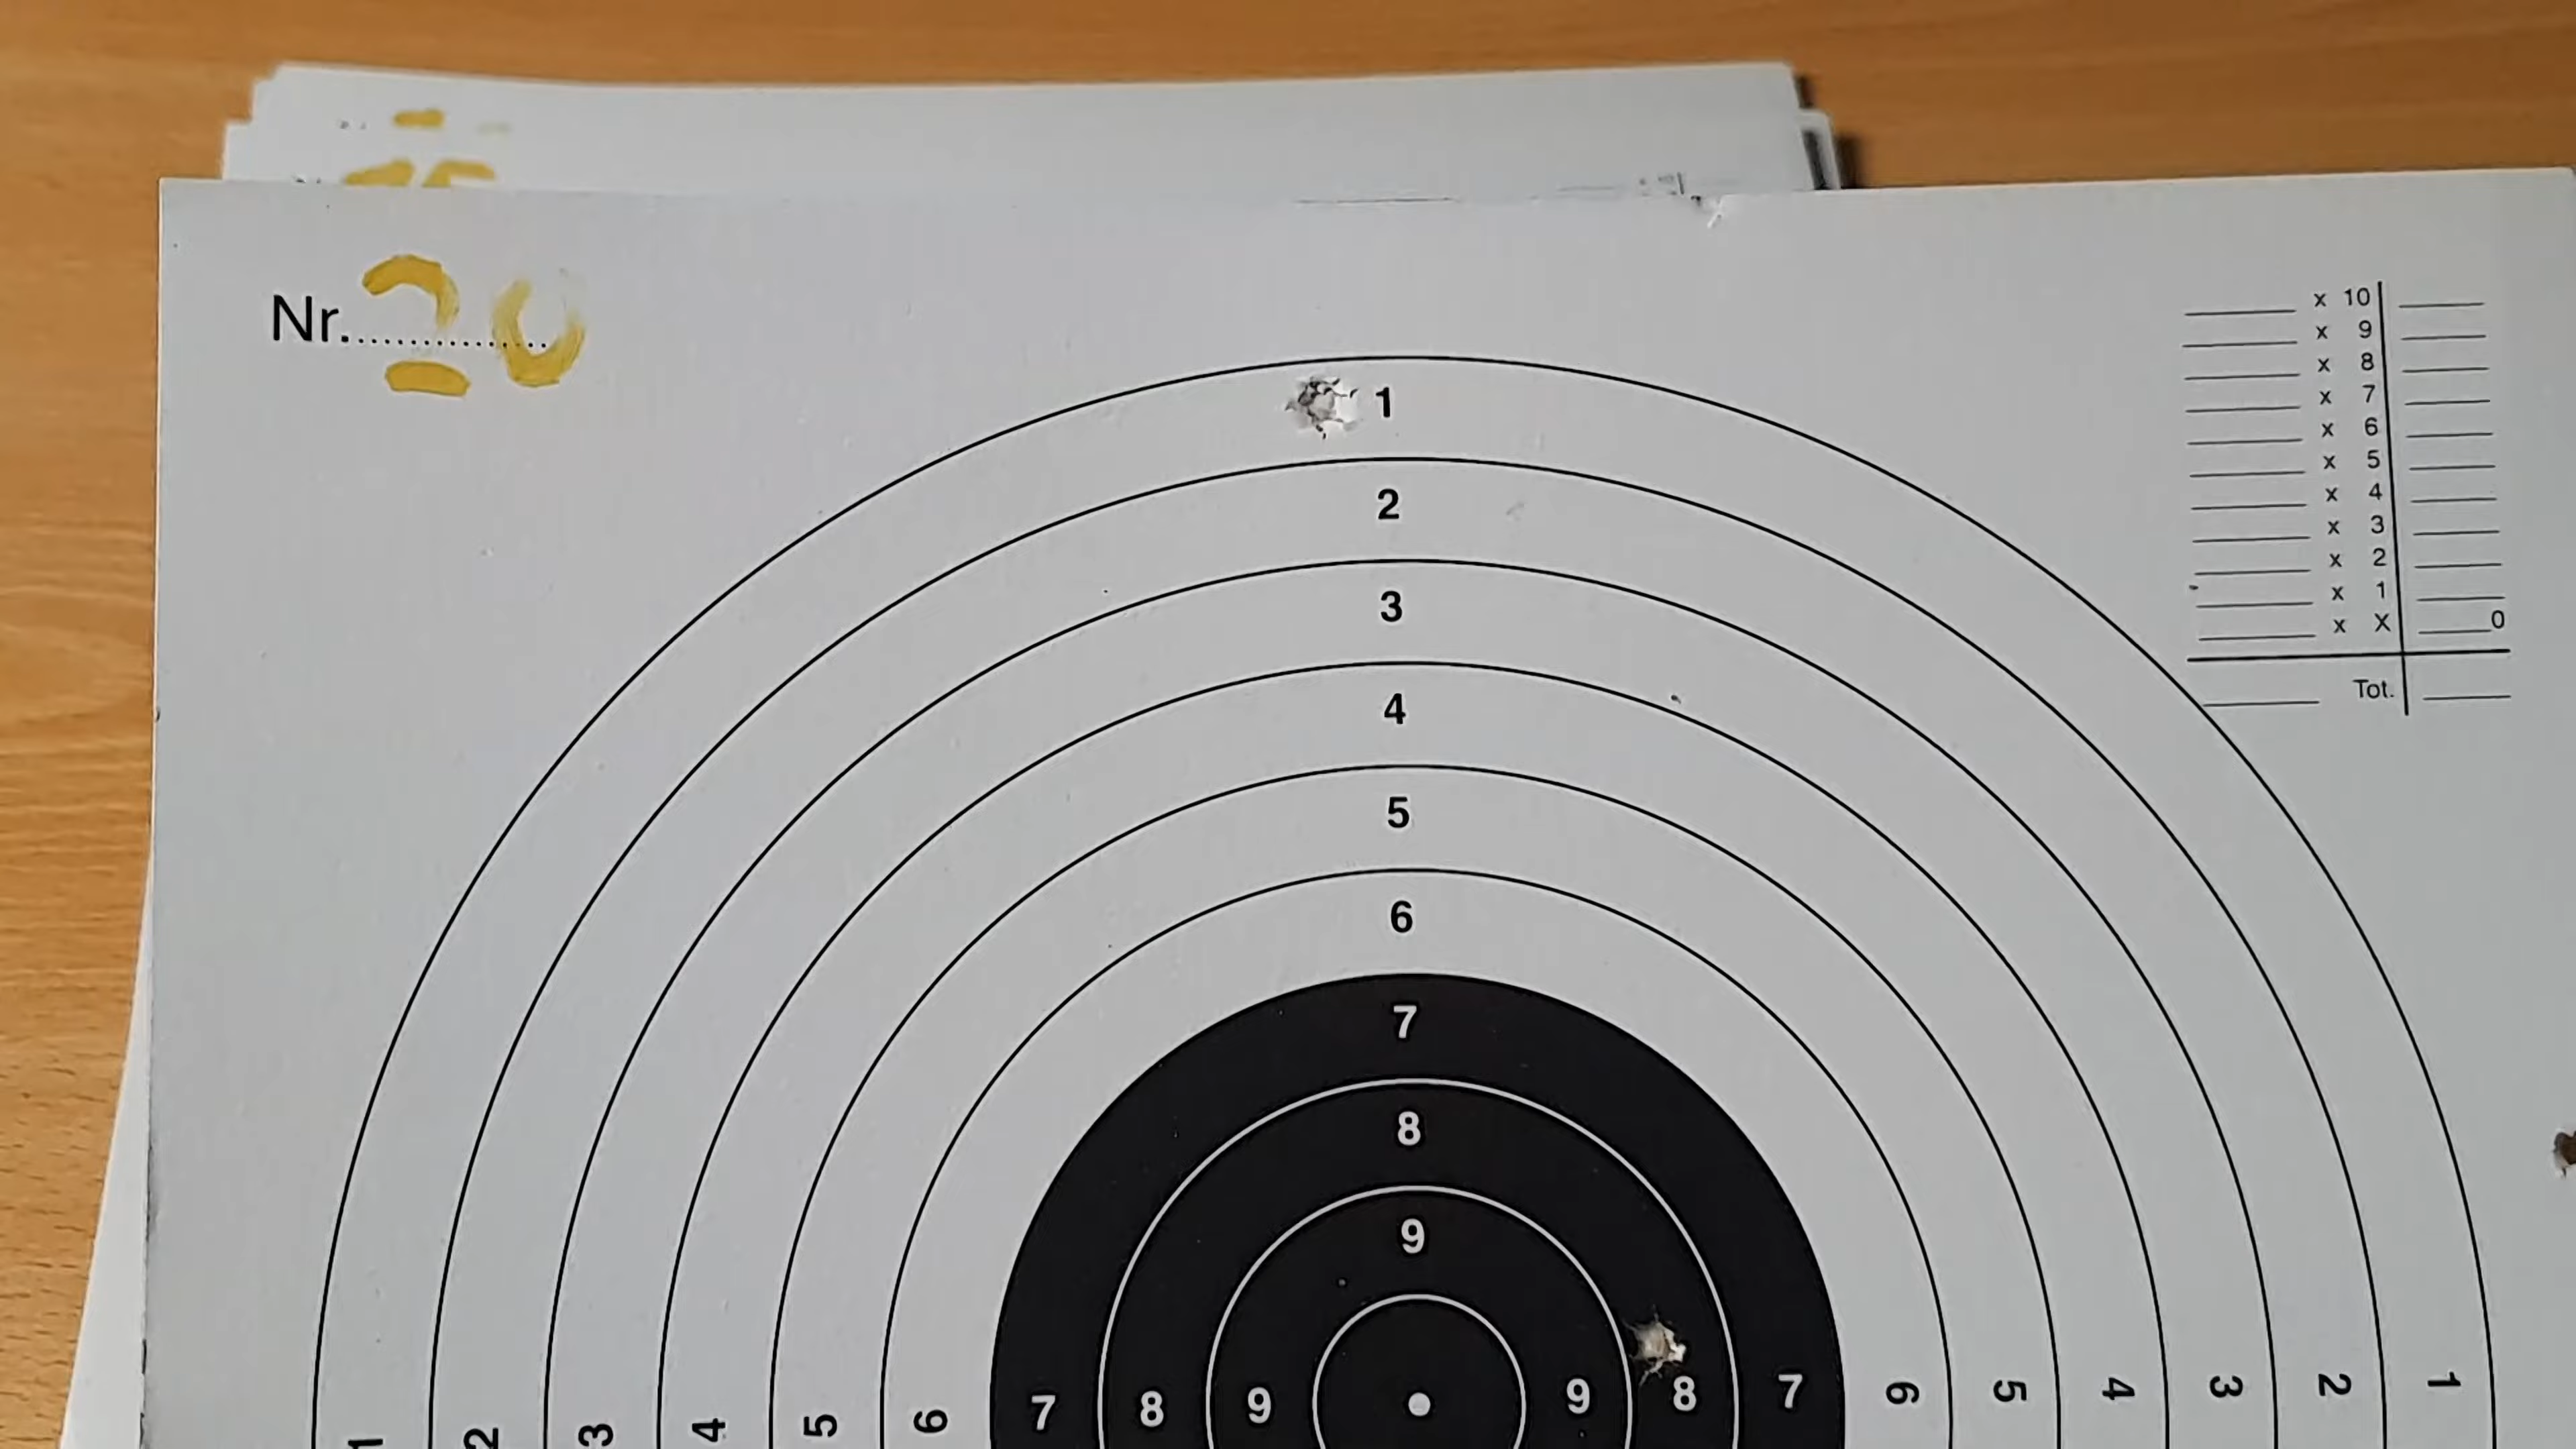 Nr. 20
x 10
x 9
x 8
x 7
x 6
x 5
x 4
x 3
x 2
x 1
x X 0
Tot.
1
2
3
4
5
6
7
8
9
1 2 3 4 5 6 7 8 9 9 8 7 6 5 4 3 2 1